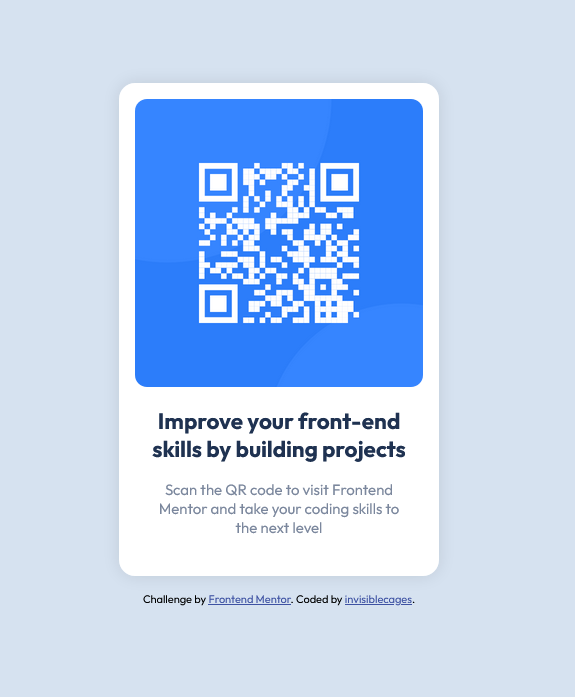 Improve your front-end
skills by building projects
Scan the QR code to visit Frontend
Mentor and take your coding skills to
the next level
Challenge by Frontend Mentor. Coded by invisiblecages.